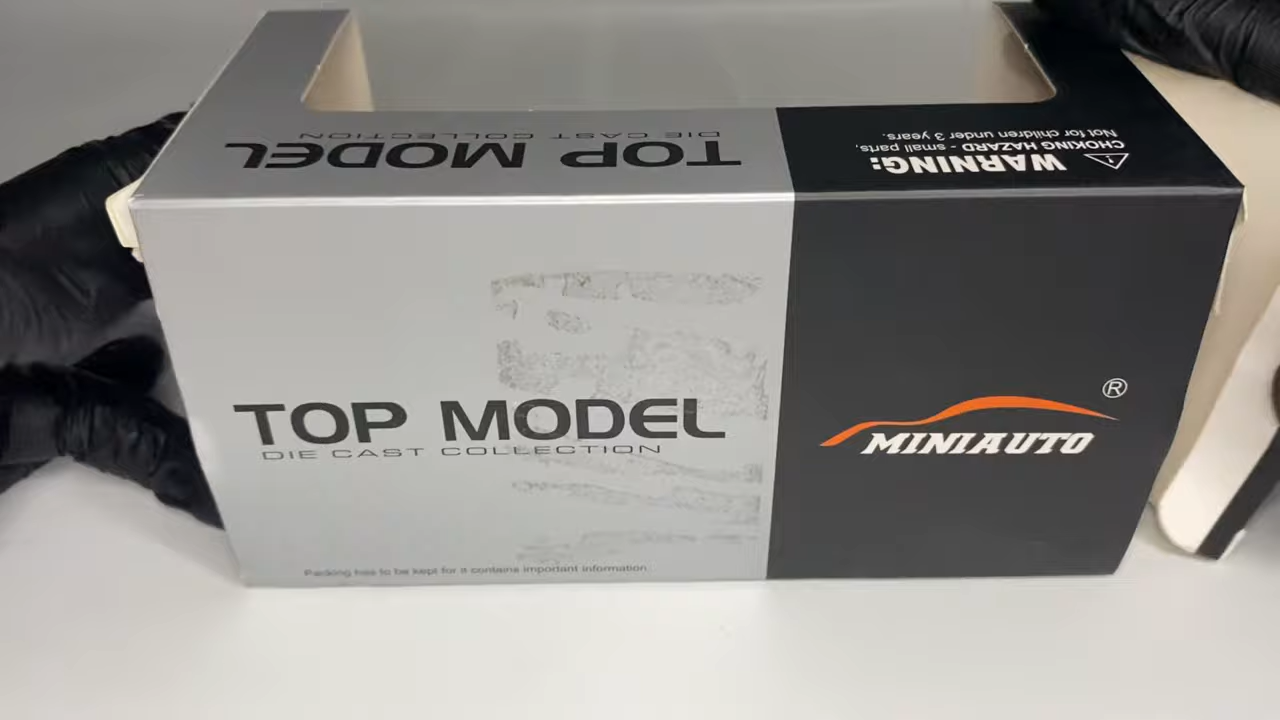 TOP MODEL
DIE CAST COLLECTION
WARNING:
CHOKING HAZARD - small parts.
Not for children under 3 years.
TOP MODEL
DIE CAST COLLECTION
Packing has to be kept for it contains important information.
MINIAUTO
®